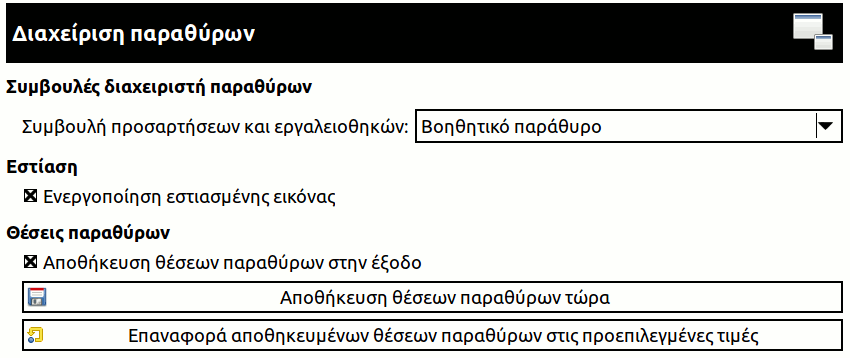 Διαχείριση παραθύρων
Συμβουλές διαχειριστή παραθύρων
Συμβουλή προσαρτήσεων και εργαλειοθηκών: Βοηθητικό παράθυρο
Εστίαση
Ενεργοποίηση εστιασμένης εικόνας
Θέσεις παραθύρων
Αποθήκευση θέσεων παραθύρων στην έξοδο
Αποθήκευση θέσεων παραθύρων τώρα
Επαναφορά αποθηκευμένων θέσεων παραθύρων στις προεπιλεγμένες τιμές